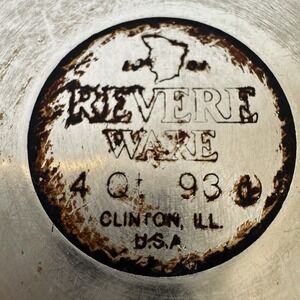 REVERE
WARE
4 Qt 93
CLINTON, ILL.
U.S.A.